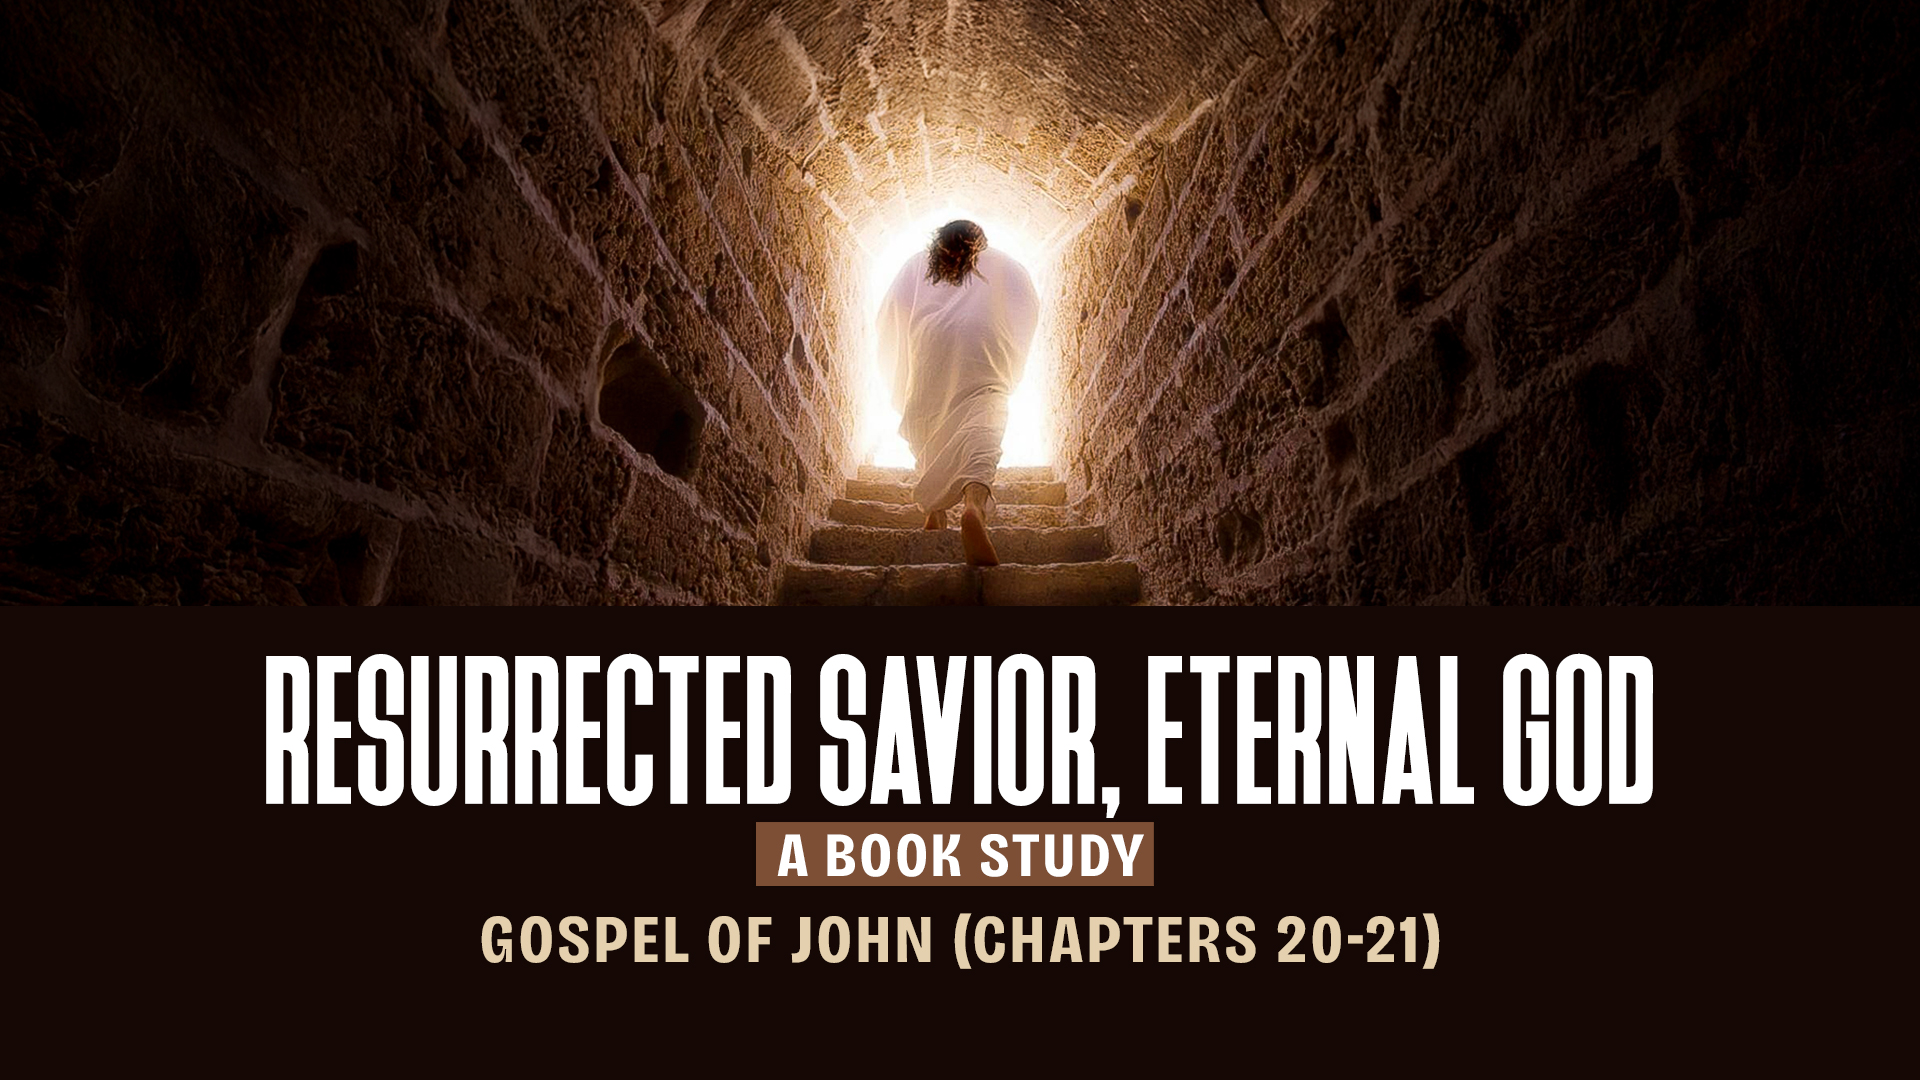 RESURRECTED SAVIOR, ETERNAL GOD
A BOOK STUDY
GOSPEL OF JOHN (CHAPTERS 20-21)